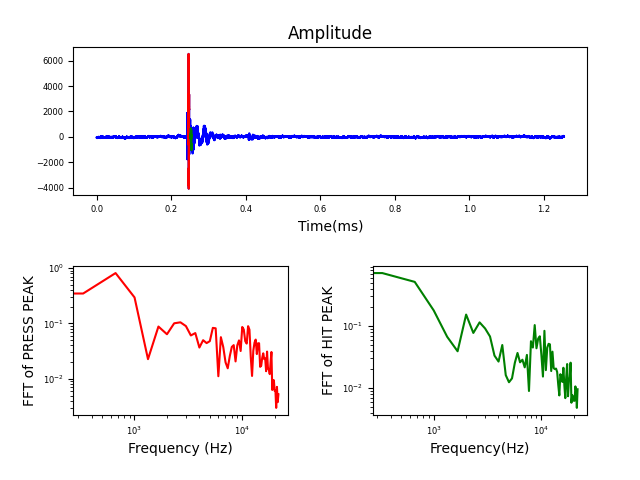 Amplitude
6000
4000
2000
0
−2000
−4000
0.0 0.2 0.4 0.6 0.8 1.0 1.2
Time(ms)
FFT of PRESS PEAK
10⁰
10⁻¹
10⁻²
10³ 10⁴
Frequency (Hz)
FFT of HIT PEAK
10⁻¹
10⁻²
10³ 10⁴
Frequency(Hz)